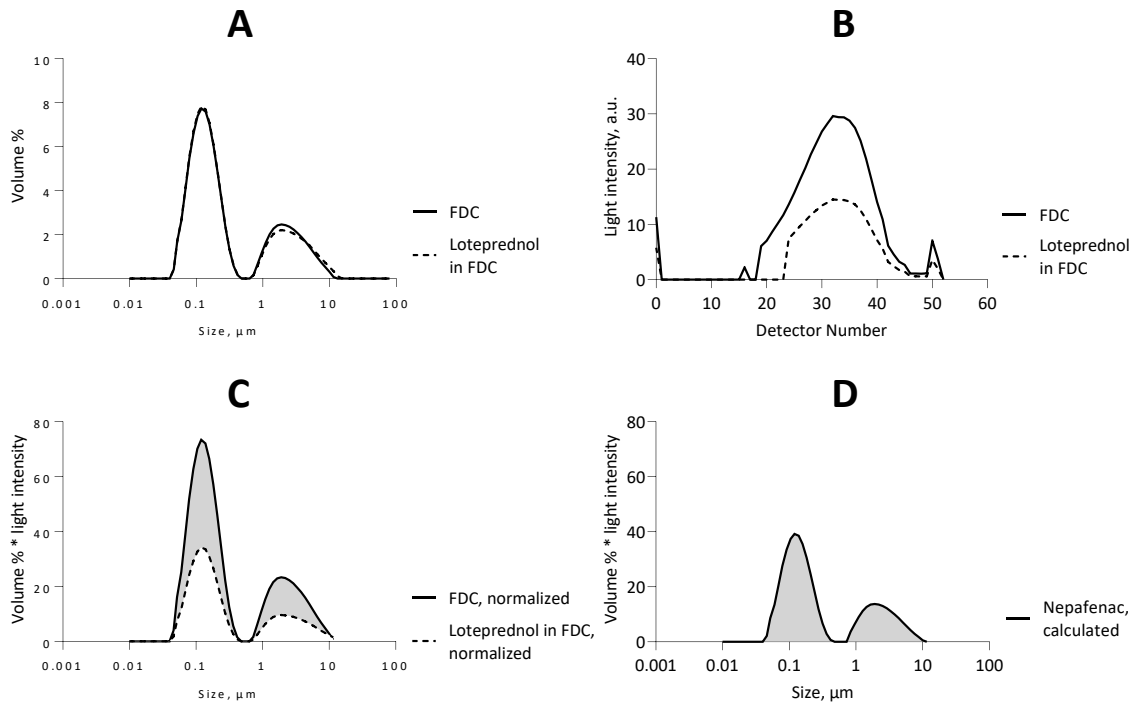 A
10
8
6
4
2
0
Volume %
0.001 0.01 0.1 1 10 100
Size, µm
FDC
Loteprednol
in FDC
B
40
30
20
10
0
Light intensity, a.u.
0 10 20 30 40 50 60
Detector Number
FDC
Loteprednol
in FDC
C
80
60
40
20
0
Volume % * light intensity
0.001 0.01 0.1 1 10 100
Size, µm
FDC, normalized
Loteprednol in FDC,
normalized
D
80
60
40
20
0
Volume % * light intensity
0.001 0.01 0.1 1 10 100
Size, µm
Nepafenac,
calculated